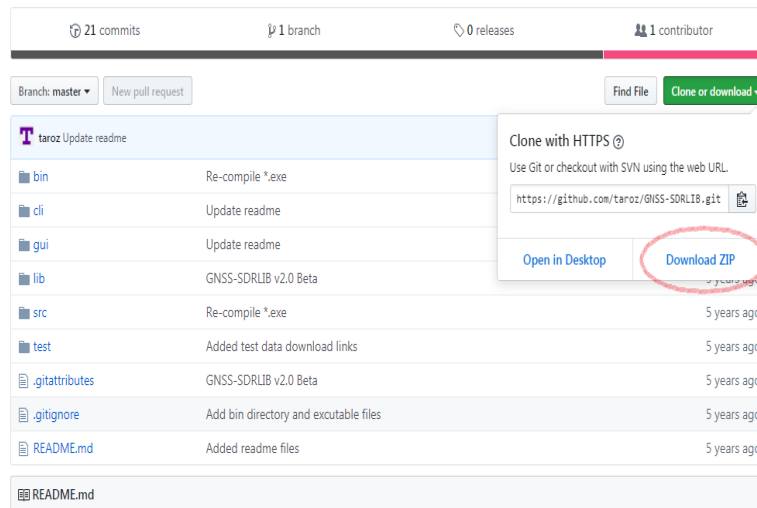 21 commits 1 branch 0 releases 1 contributor
Branch: master New pull request Find File Clone or download
taroz Update readme
Clone with HTTPS
Use Git or checkout with SVN using the web URL.
https://github.com/taroz/GNSS-SDRLIB.git
Open in Desktop Download ZIP
bin Re-compile *.exe
cli Update readme
gui Update readme
lib GNSS-SDRLIB v2.0 Beta 5 years ago
src Re-compile *.exe 5 years ago
test Added test data download links 5 years ago
.gitattributes GNSS-SDRLIB v2.0 Beta 5 years ago
.gitignore Add bin directory and excutable files 5 years ago
README.md Added readme files 5 years ago
README.md